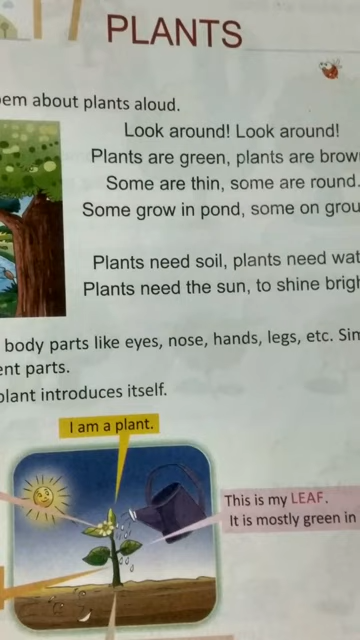 PLANTS
em about plants aloud.
Look around! Look around!
Plants are green, plants are brow
Some are thin, some are round.
Some grow in pond, some on grou
Plants need soil, plants need wat
Plants need the sun, to shine brigh
body parts like eyes, nose, hands, legs, etc. Sim
ent parts.
plant introduces itself.
I am a plant.
This is my LEAF.
It is mostly green in